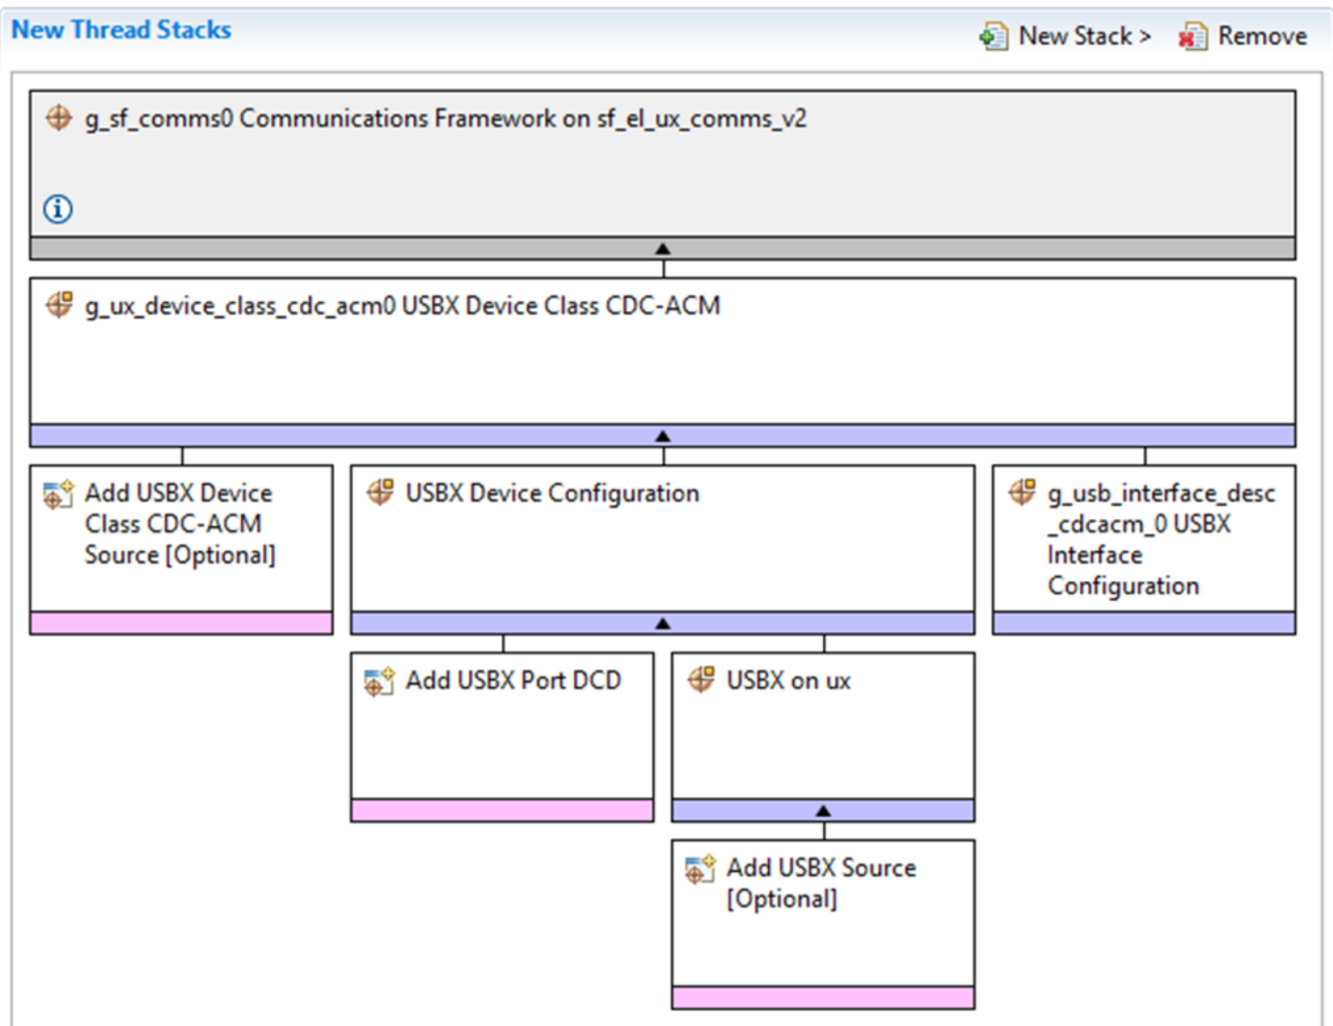 New Thread Stacks
New Stack >
Remove
g_sf_comms0 Communications Framework on sf_el_ux_comms_v2
g_ux_device_class_cdc_acm0 USBX Device Class CDC-ACM
Add USBX Device
Class CDC-ACM
Source [Optional]
USBX Device Configuration
g_usb_interface_desc
_cdcacm_0 USBX
Interface
Configuration
Add USBX Port DCD
USBX on ux
Add USBX Source
[Optional]